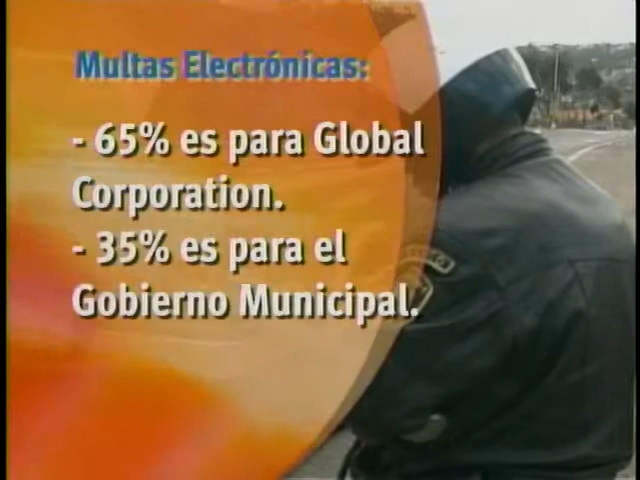 Multas Electrónicas:
- 65% es para Global
Corporation.
- 35% es para el
Gobierno Municipal.